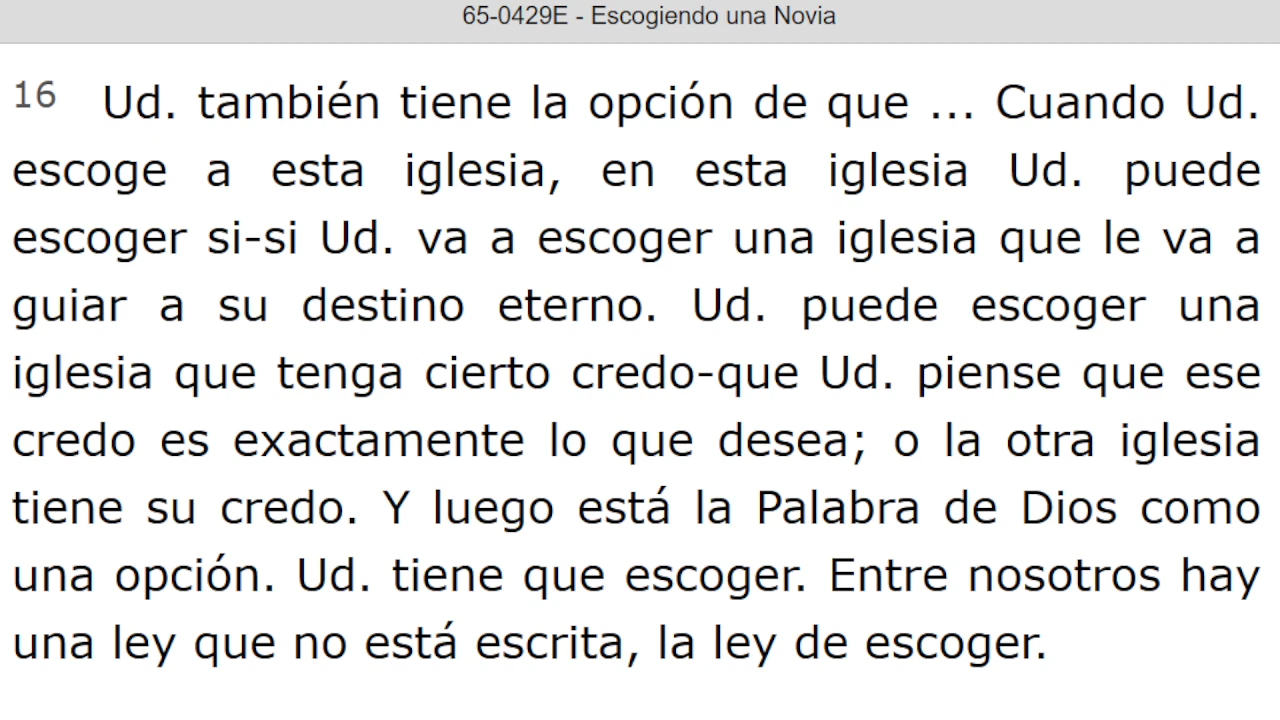 65-0429E - Escogiendo una Novia
16 Ud. también tiene la opción de que ... Cuando Ud.
escoge a esta iglesia, en esta iglesia Ud. puede
escoger si-si Ud. va a escoger una iglesia que le va a
guiar a su destino eterno. Ud. puede escoger una
iglesia que tenga cierto credo-que Ud. piense que ese
credo es exactamente lo que desea; o la otra iglesia
tiene su credo. Y luego está la Palabra de Dios como
una opción. Ud. tiene que escoger. Entre nosotros hay
una ley que no está escrita, la ley de escoger.